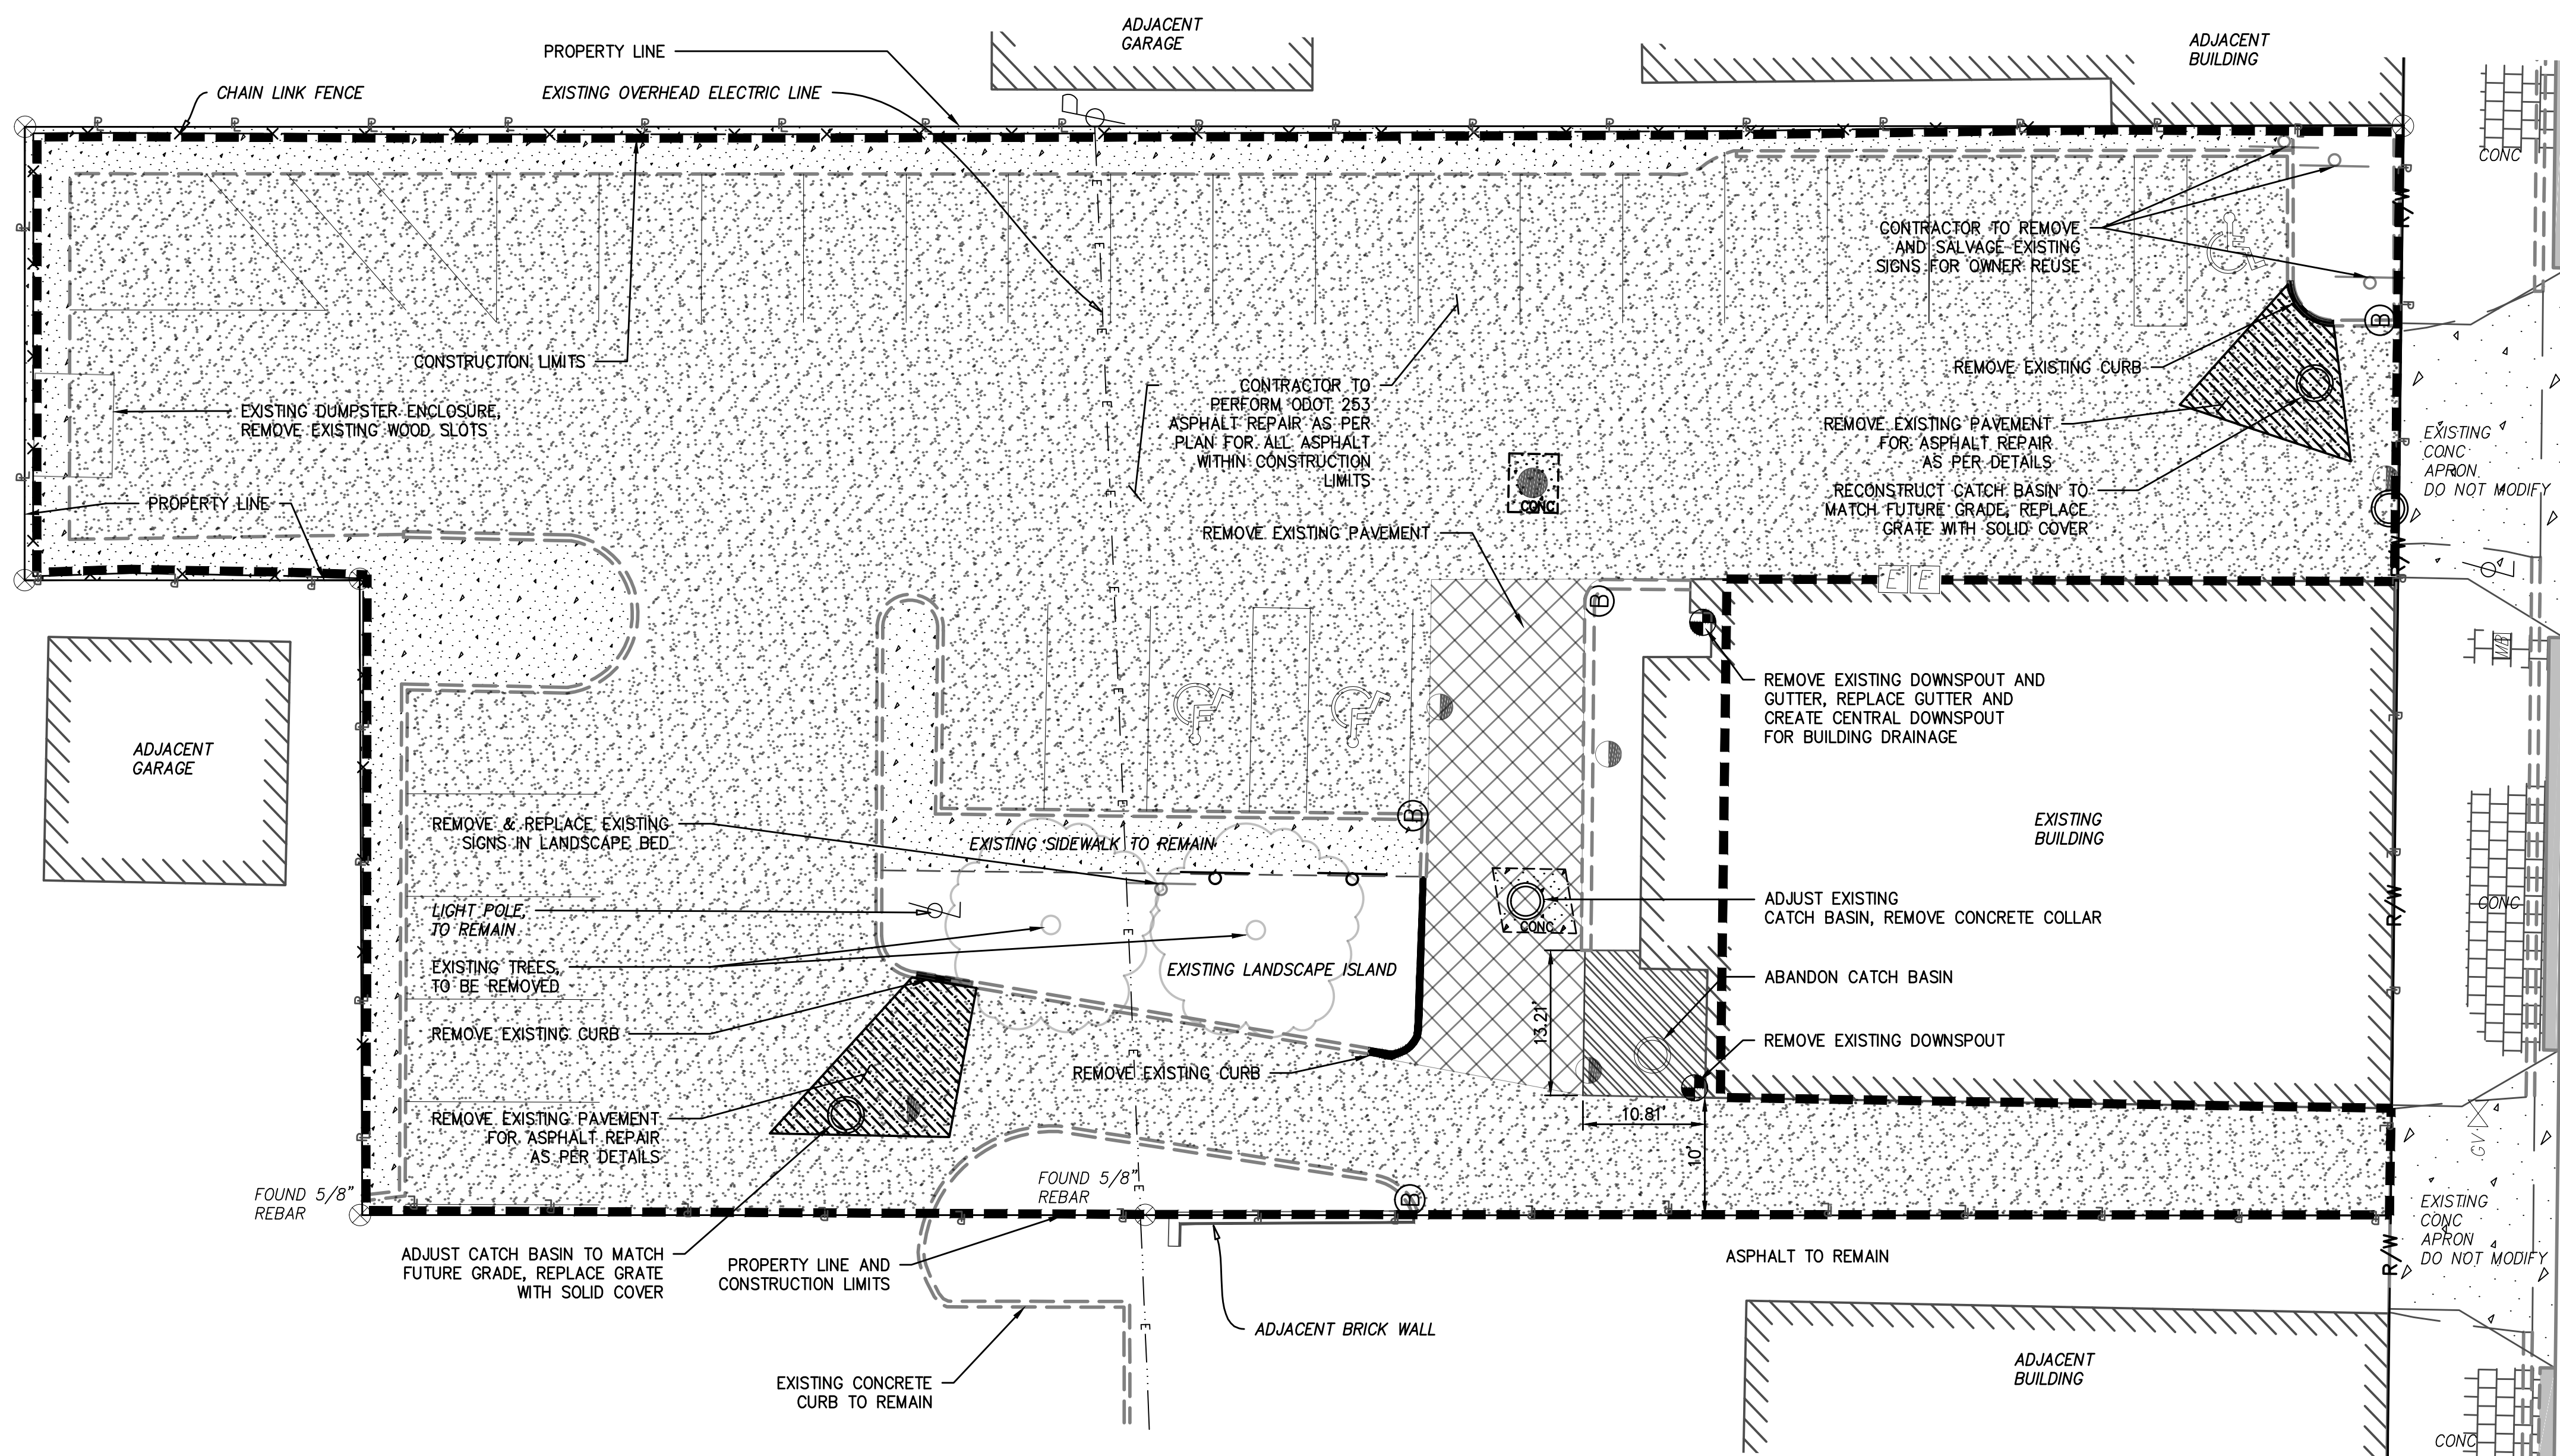 ADJACENT
GARAGE
ADJACENT
BUILDING
PROPERTY LINE
CHAIN LINK FENCE
EXISTING OVERHEAD ELECTRIC LINE
CONC
R/W
CONTRACTOR TO REMOVE
AND SALVAGE EXISTING
SIGNS FOR OWNER REUSE
B
CONSTRUCTION LIMITS
REMOVE EXISTING CURB
EXISTING DUMPSTER ENCLOSURE,
REMOVE EXISTING WOOD SLOTS
CONTRACTOR TO
PERFORM ODOT 253
ASPHALT REPAIR AS PER
PLAN FOR ALL ASPHALT
WITHIN CONSTRUCTION
LIMITS
REMOVE EXISTING PAVEMENT
FOR ASPHALT REPAIR
AS PER DETAILS
EXISTING
CONC
APRON
DO NOT MODIFY
RECONSTRUCT CATCH BASIN TO
MATCH FUTURE GRADE, REPLACE
GRATE WITH SOLID COVER
PROPERTY LINE
CONC
REMOVE EXISTING PAVEMENT
R/W
E E
B
MB
REMOVE EXISTING DOWNSPOUT AND
GUTTER, REPLACE GUTTER AND
CREATE CENTRAL DOWNSPOUT
FOR BUILDING DRAINAGE
ADJACENT
GARAGE
B
REMOVE & REPLACE EXISTING
SIGNS IN LANDSCAPE BED
EXISTING SIDEWALK TO REMAIN
EXISTING
BUILDING
LIGHT POLE,
TO REMAIN
CONC
ADJUST EXISTING
CATCH BASIN, REMOVE CONCRETE COLLAR
R/W
CONC
EXISTING TREES,
TO BE REMOVED
EXISTING LANDSCAPE ISLAND
ABANDON CATCH BASIN
REMOVE EXISTING CURB
13.21'
REMOVE EXISTING DOWNSPOUT
REMOVE EXISTING CURB
REMOVE EXISTING PAVEMENT
FOR ASPHALT REPAIR
AS PER DETAILS
10.81'
10'
GV
FOUND 5/8"
REBAR
FOUND 5/8"
REBAR
B
EXISTING
CONC
APRON
DO NOT MODIFY
R/W
ADJUST CATCH BASIN TO MATCH
FUTURE GRADE, REPLACE GRATE
WITH SOLID COVER
PROPERTY LINE AND
CONSTRUCTION LIMITS
ASPHALT TO REMAIN
ADJACENT BRICK WALL
EXISTING CONCRETE
CURB TO REMAIN
ADJACENT
BUILDING
CONC